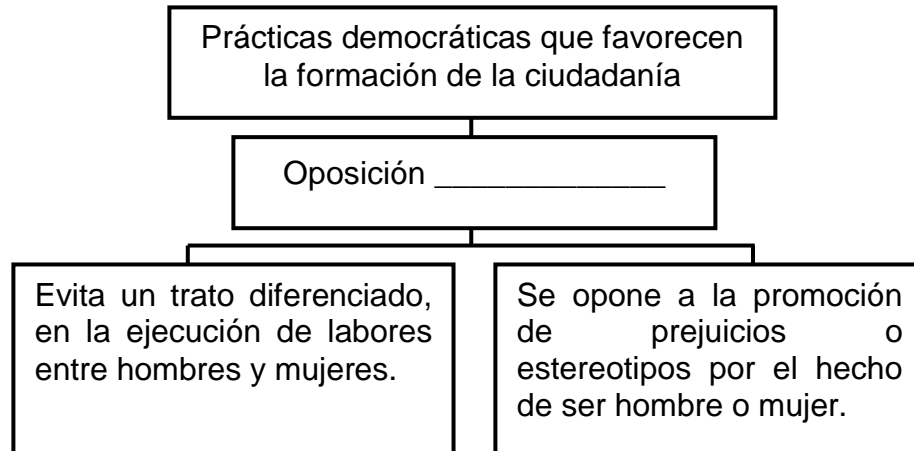 Prácticas democráticas que favorecen
la formación de la ciudadanía
Oposición _____________
Evita un trato diferenciado,
en la ejecución de labores
entre hombres y mujeres.
Se opone a la promoción
de prejuicios o
estereotipos por el hecho
de ser hombre o mujer.